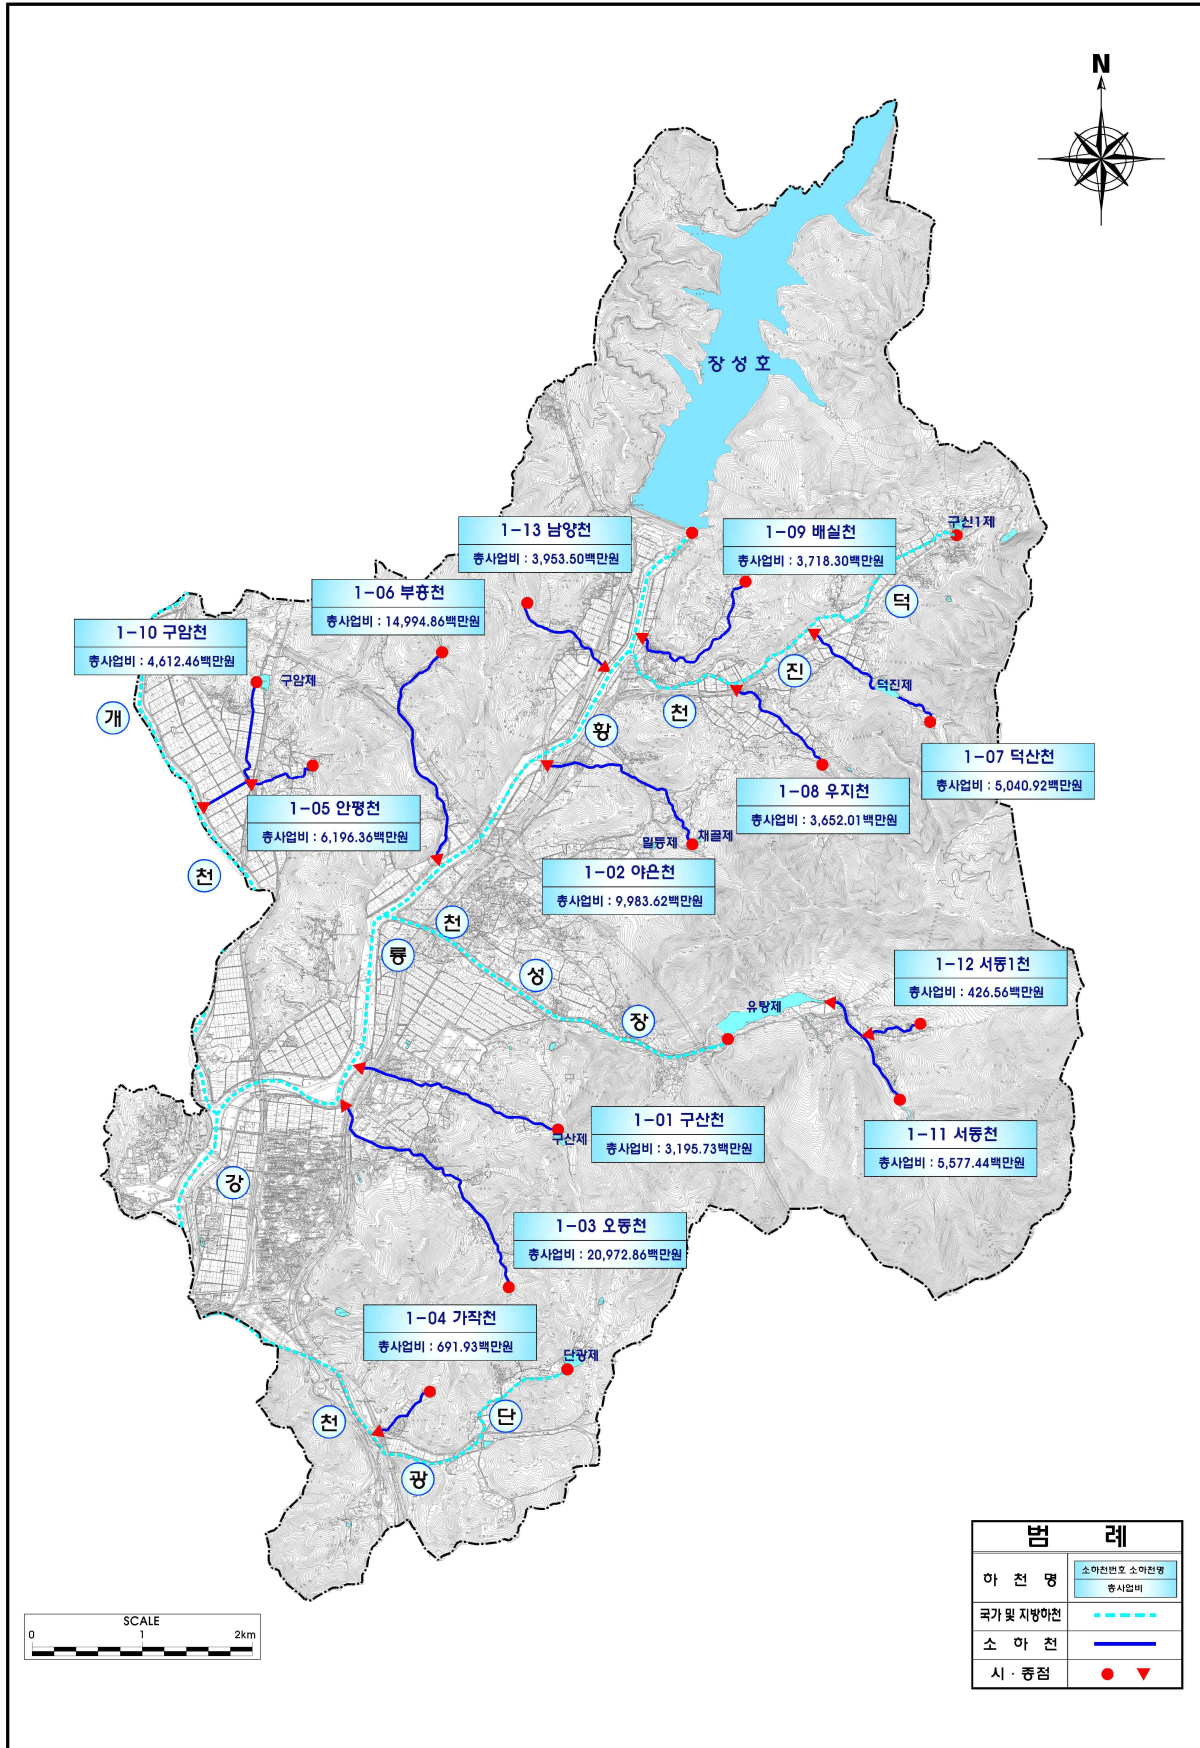 N
장성호
구신1제
1-13 남양천
총사업비 : 3,953.50백만원
1-09 배실천
총사업비 : 3,718.30백만원
1-06 부흥천
총사업비 : 14,994.86백만원
덕
1-10 구암천
총사업비 : 4,612.46백만원
구암제
진
덕진제
개
천
황
1-07 덕산천
총사업비 : 5,040.92백만원
1-08 우지천
총사업비 : 3,652.01백만원
1-05 안평천
총사업비 : 6,196.36백만원
밀등제
채골제
1-02 야은천
총사업비 : 9,983.62백만원
천
천
룡
성
장
1-12 서동1천
총사업비 : 426.56백만원
유탕제
1-01 구산천
총사업비 : 3,195.73백만원
구산제
1-11 서동천
총사업비 : 5,577.44백만원
강
1-03 오동천
총사업비 : 20,972.86백만원
1-04 가작천
총사업비 : 691.93백만원
단광제
천
단
광
범 례
하 천 명
소하천번호 소하천명
총사업비
국가 및 지방하천
소 하 천
시 · 종점
SCALE
0 1 2km